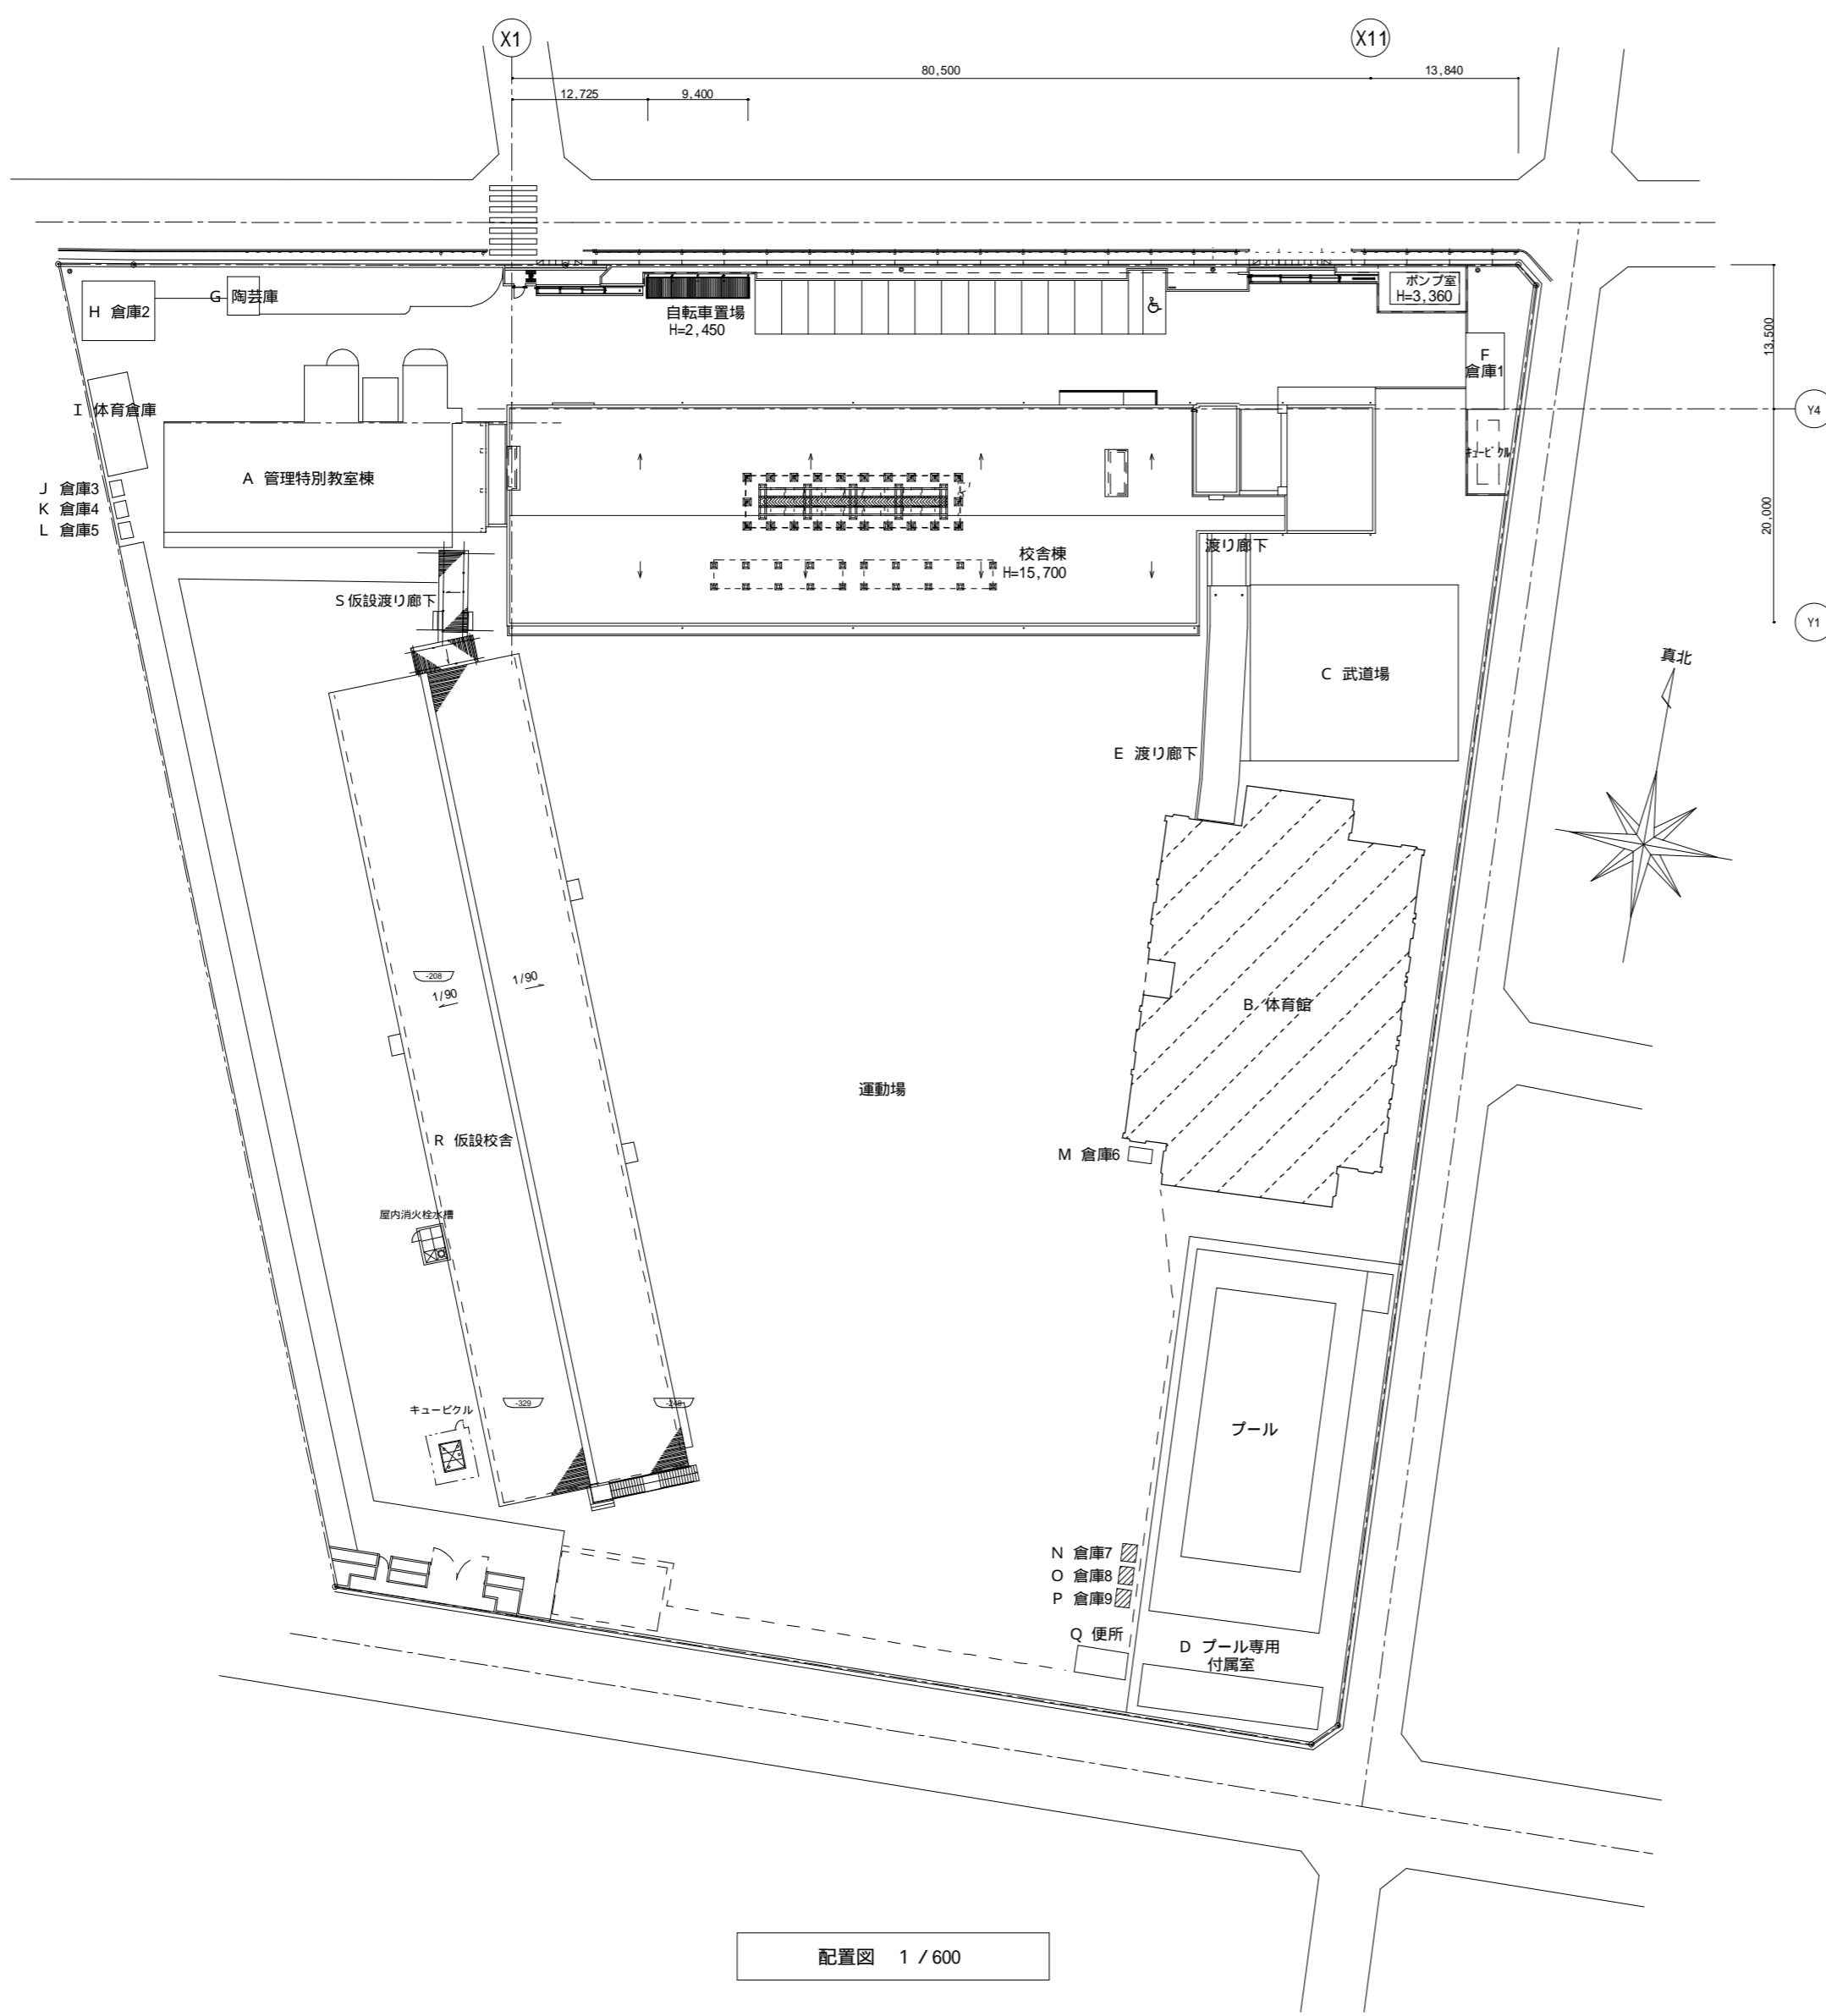 X1
X11
80,500
13,840
12,725
9,400
G 陶芸庫
H 倉庫2
自転車置場
H=2,450
ポンプ室
H=3,360
13,500
F
倉庫1
I 体育倉庫
Y4
キュービクル
A 管理特別教室棟
J 倉庫3
K 倉庫4
L 倉庫5
20,000
渡り廊下
校舎棟
H=15,700
S仮設渡り廊下
Y1
真北
C 武道場
E 渡り廊下
-208
1/90
1/90
B 体育館
運動場
R 仮設校舎
M 倉庫6
屋内消火栓水槽
キュービクル
-329
-248
プール
N 倉庫7
O 倉庫8
P 倉庫9
Q 便所
D プール専用
付属室
配置図 1 / 600